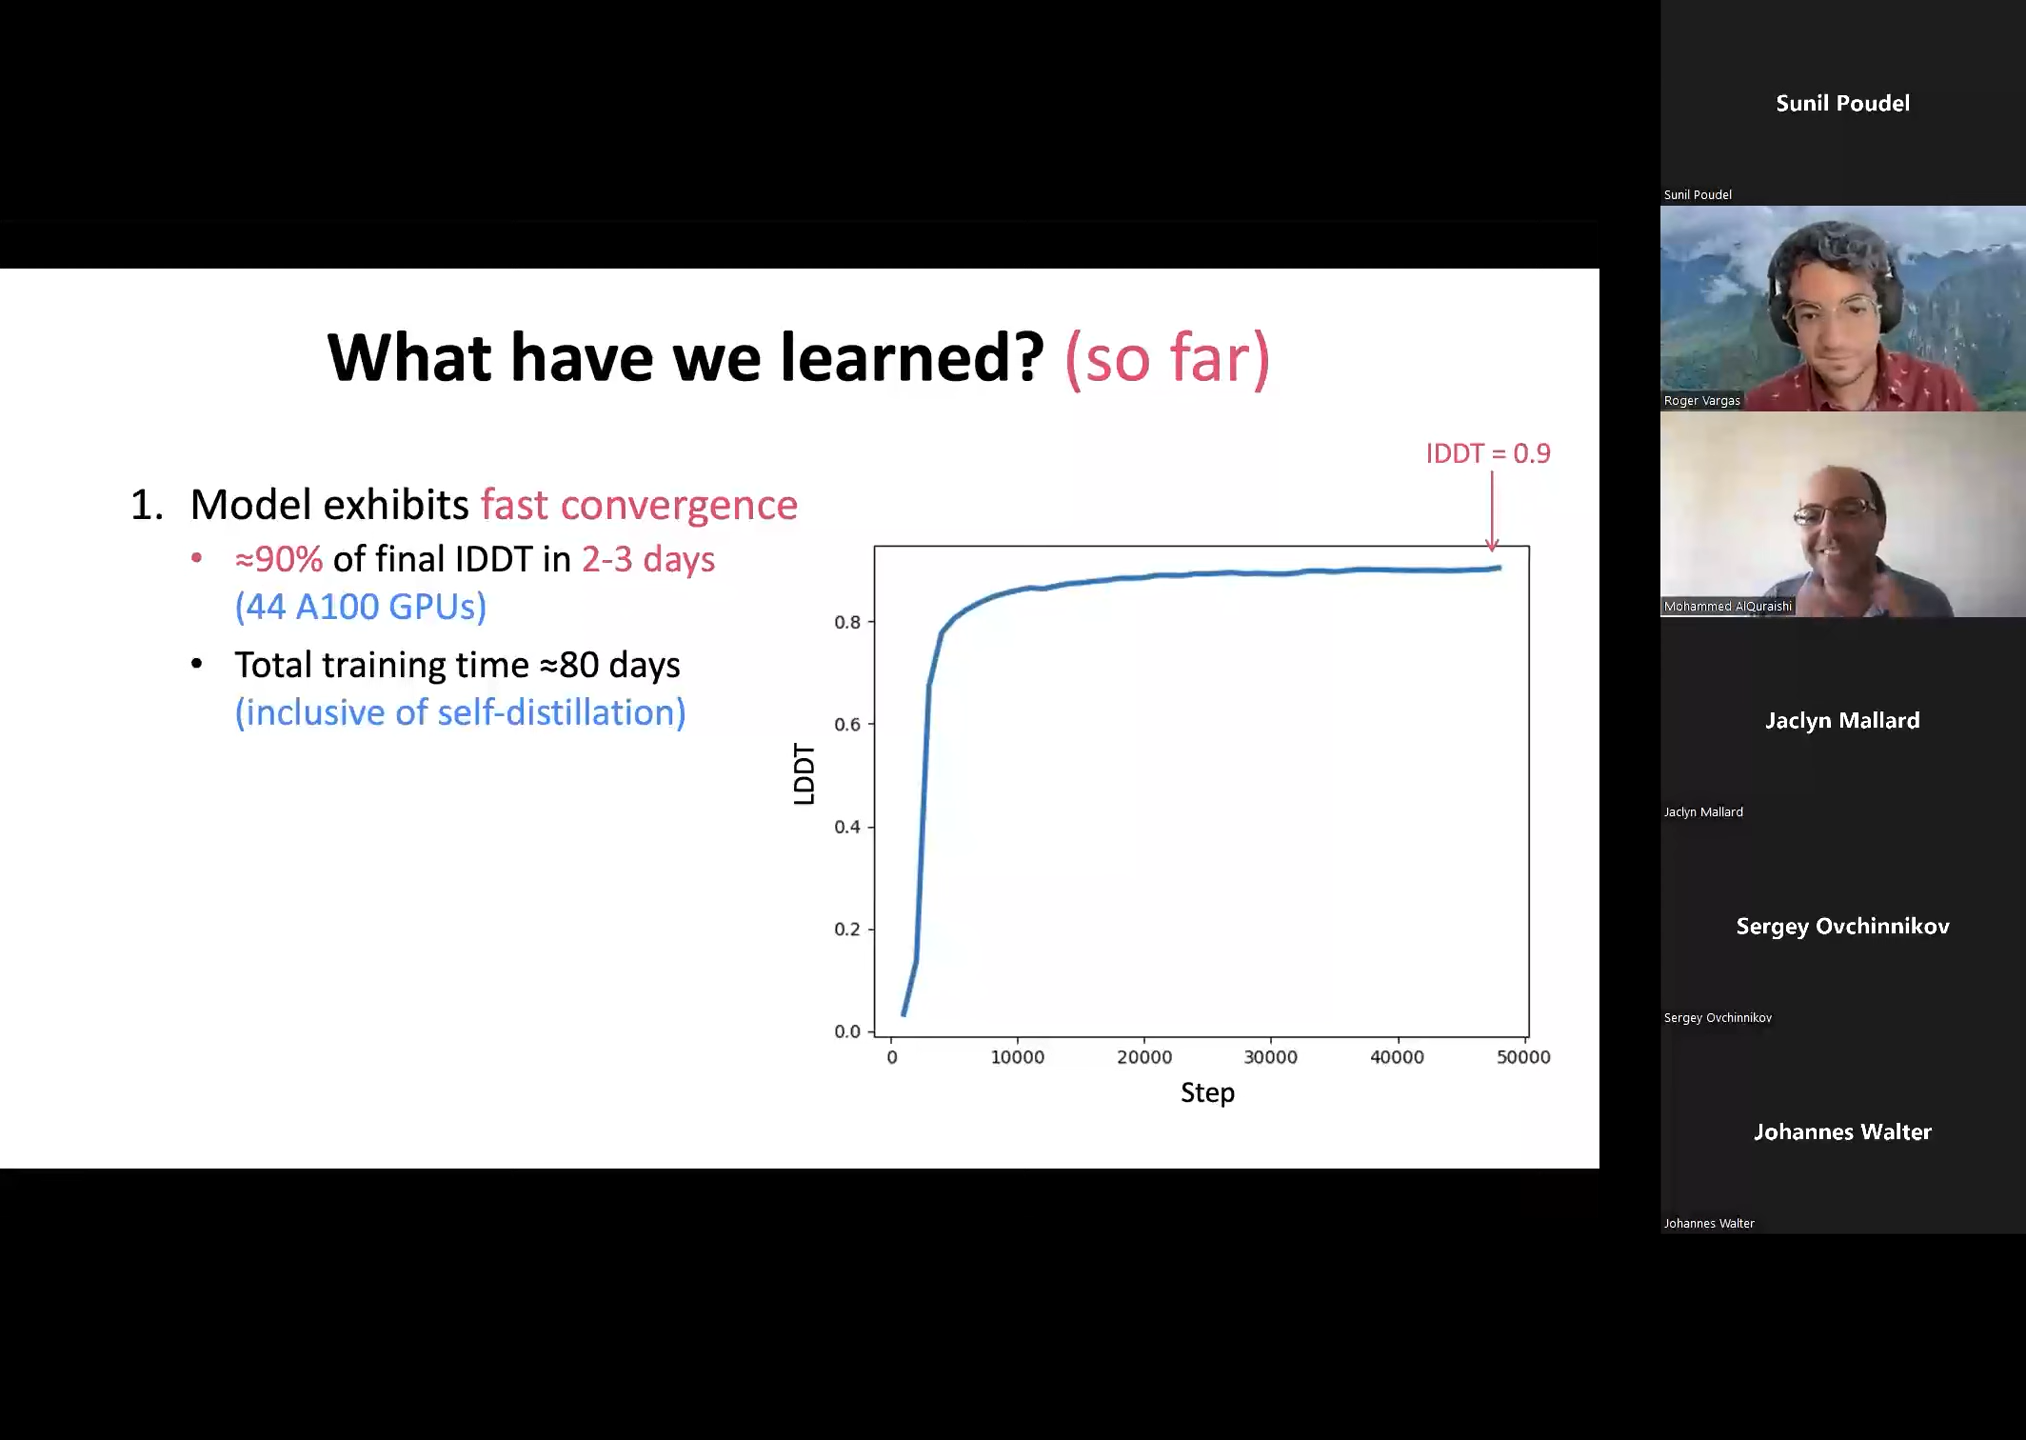 What have we learned? (so far)
1. Model exhibits fast convergence
• ≈90% of final lDDT in 2-3 days
(44 A100 GPUs)
• Total training time ≈80 days
(inclusive of self-distillation)
lDDT = 0.9
LDDT
0.8
0.6
0.4
0.2
0.0
0 10000 20000 30000 40000 50000
Step
Sunil Poudel
Sunil Poudel
Roger Vargas
Mohammed AlQuraishi
Jaclyn Mallard
Jaclyn Mallard
Sergey Ovchinnikov
Sergey Ovchinnikov
Johannes Walter
Johannes Walter